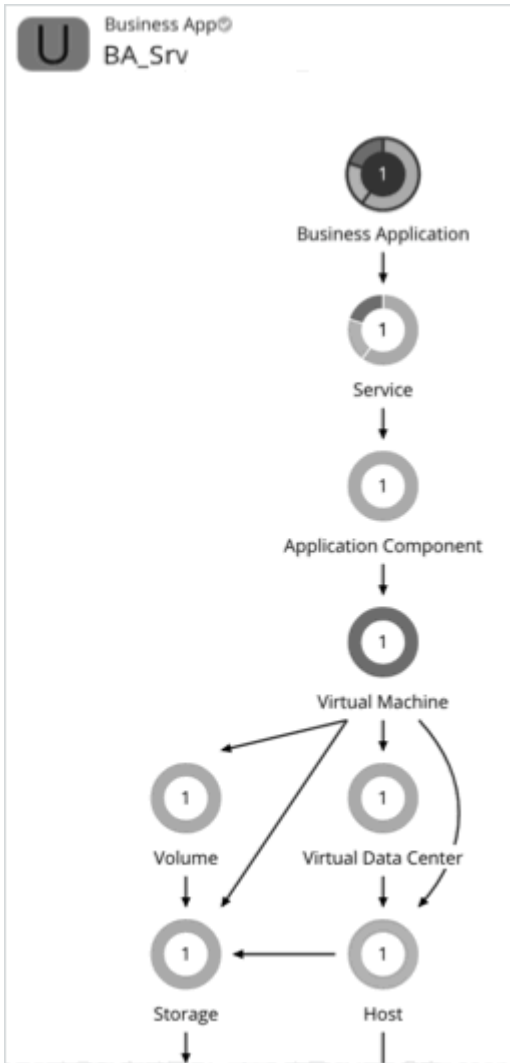 U
Business App
BA_Srv
1
Business Application
1
Service
1
Application Component
1
Virtual Machine
1
1
Volume
Virtual Data Center
1
1
Storage
Host